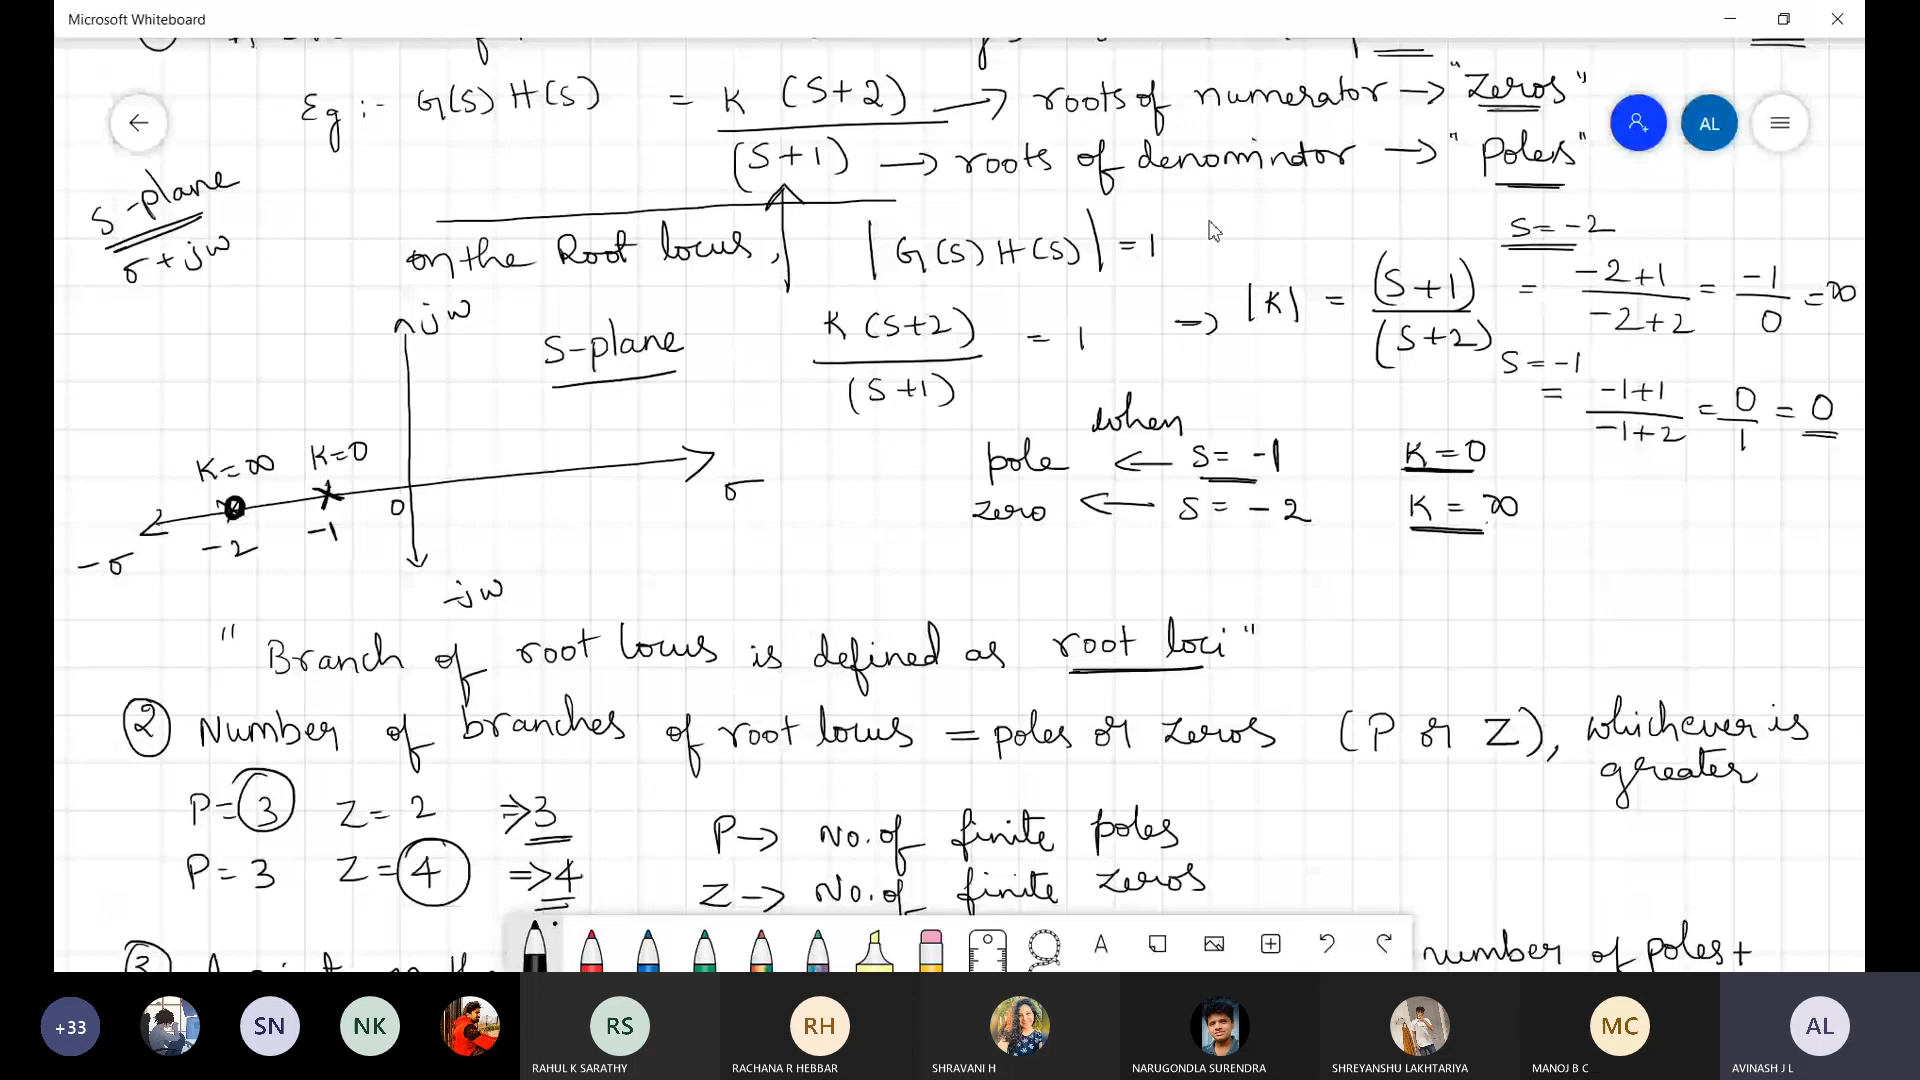 Microsoft Whiteboard
Eg :- G(S) H(S) = K (S+2) → roots of numerator → "Zeros"
(S+1) → roots of denomindor → "Poles"
AL
S-plane
σ + jω
on the Root locus, |G(S) H(S)| = 1
S = -2
|K| = (S+1) / (S+2) = -2+1 / -2+2 = -1 / 0 = ∞
S = -1
= -1+1 / -1+2 = 0 / 1 = 0
jω
S-plane
K (S+2) / (S+1) = 1
when
pole ← S = -1 K = 0
zero ← S = -2 K = ∞
K = ∞ K = 0
-2 -1 0 σ
-σ
-jω
" Branch of root locus is defined as root loci "
② Number of branches of root locus = poles or zeros (P or Z), whichever is
greater
P = 3 Z = 2 ⇒ 3
P = 3 Z = 4 ⇒ 4
P → No. of finite poles
Z → No. of finite zeros
③
number of poles +
A
+33
SN
NK
RS
RAHUL K SARATHY
RH
RACHANA R HEBBAR
SHRAVANI H
NARUGONDLA SURENDRA
SHREYANSHU LAKHTARIYA
MC
MANOJ B C
AL
AVINASH J L